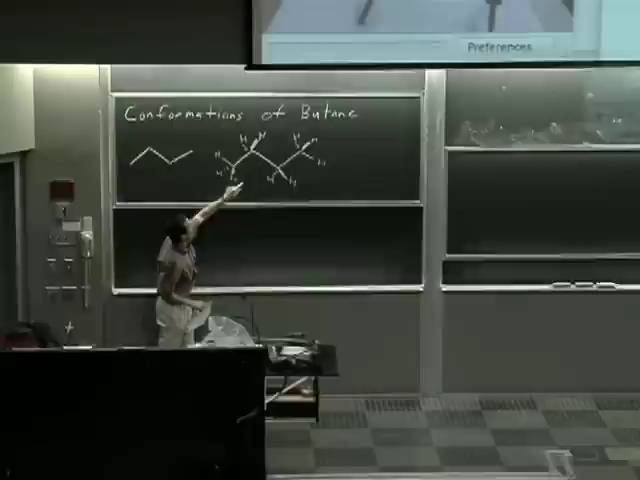 Preferences
Conformations of Butane
H H H H
H H
H H H H